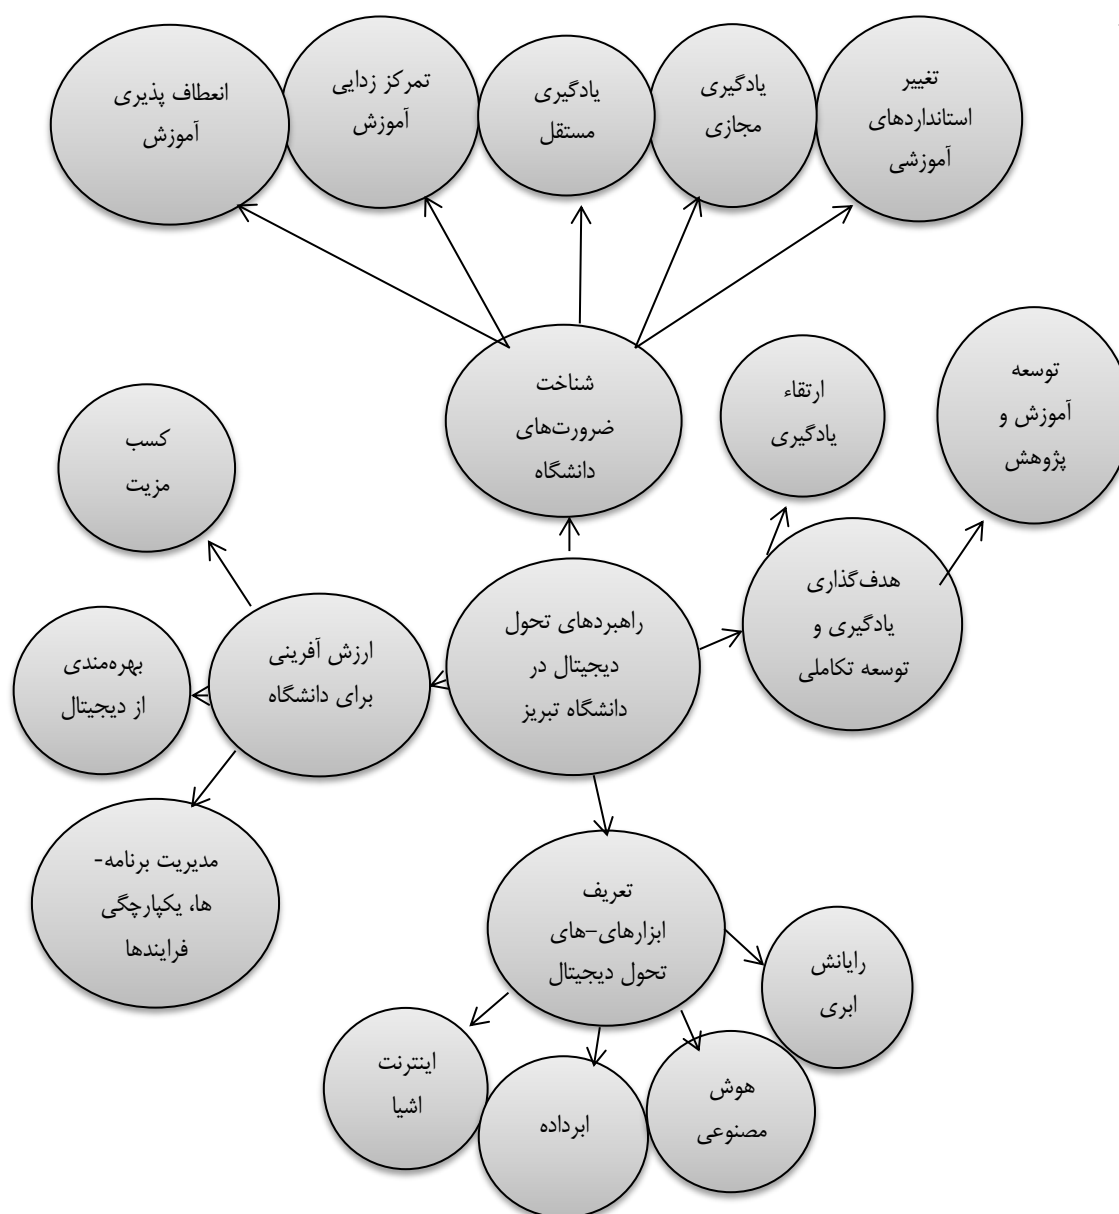 تغییر
استانداردهای
آموزشی
یادگیری
مجازی
یادگیری
مستقل
تمرکز زدایی
آموزش
انعطاف پذیری
آموزش
شناخت
ضرورت‌های
دانشگاه
توسعه
آموزش و
پژوهش
ارتقاء
یادگیری
هدف‌گذاری
یادگیری و
توسعه تکاملی
راهبردهای تحول
دیجیتال در
دانشگاه تبریز
ارزش آفرینی
برای دانشگاه
کسب
مزیت
بهره‌مندی
از دیجیتال
مدیریت برنامه-
ها، یکپارچگی
فرایندها
تعریف
ابزارهای-های
تحول دیجیتال
رایانش
ابری
هوش
مصنوعی
ابرداده
اینترنت
اشیا